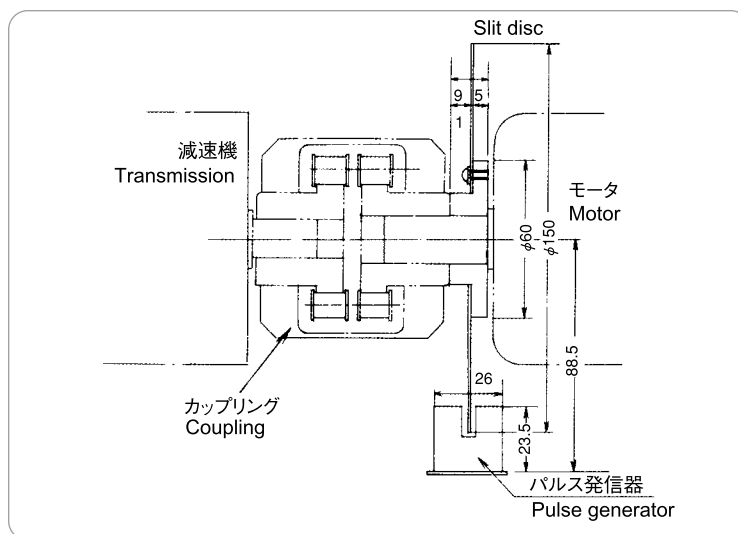 Slit disc
9
5
1
減速機
Transmission
モータ
Motor
φ60
φ150
88.5
26
23.5
カップリング
Coupling
パルス発信器
Pulse generator